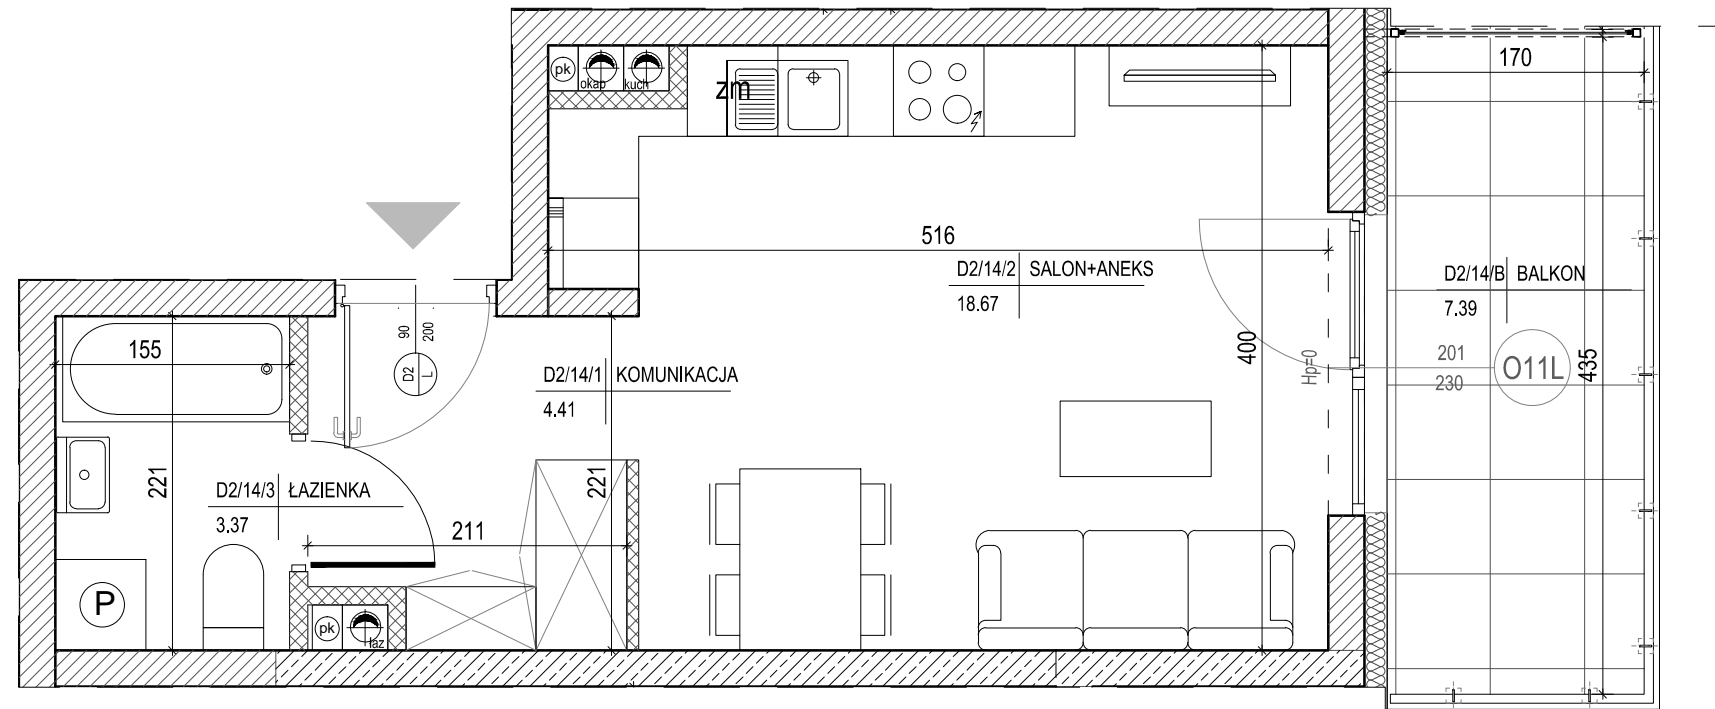 170
pk
okap
kuch
zm
516
D2/14/2 SALON+ANEKS
18.67
D2/14/B BALKON
7.39
90
200
155
D2
L
400
Hp=0
201
230
O11L
435
D2/14/1 KOMUNIKACJA
4.41
221
D2/14/3 ŁAZIENKA
3.37
221
211
P
pk
łaz